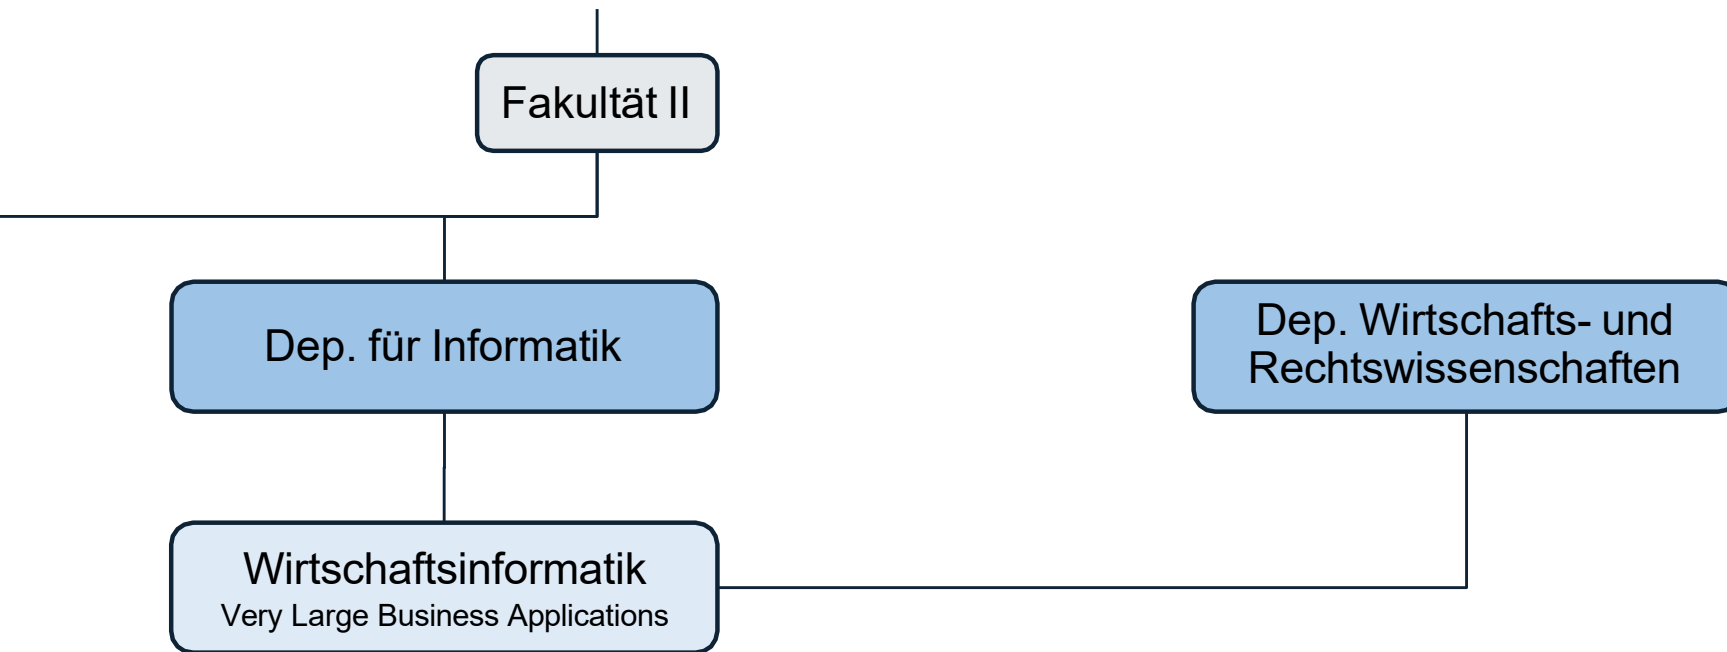 Fakultät II
Dep. für Informatik
Dep. Wirtschafts- und
Rechtswissenschaften
Wirtschaftsinformatik
Very Large Business Applications